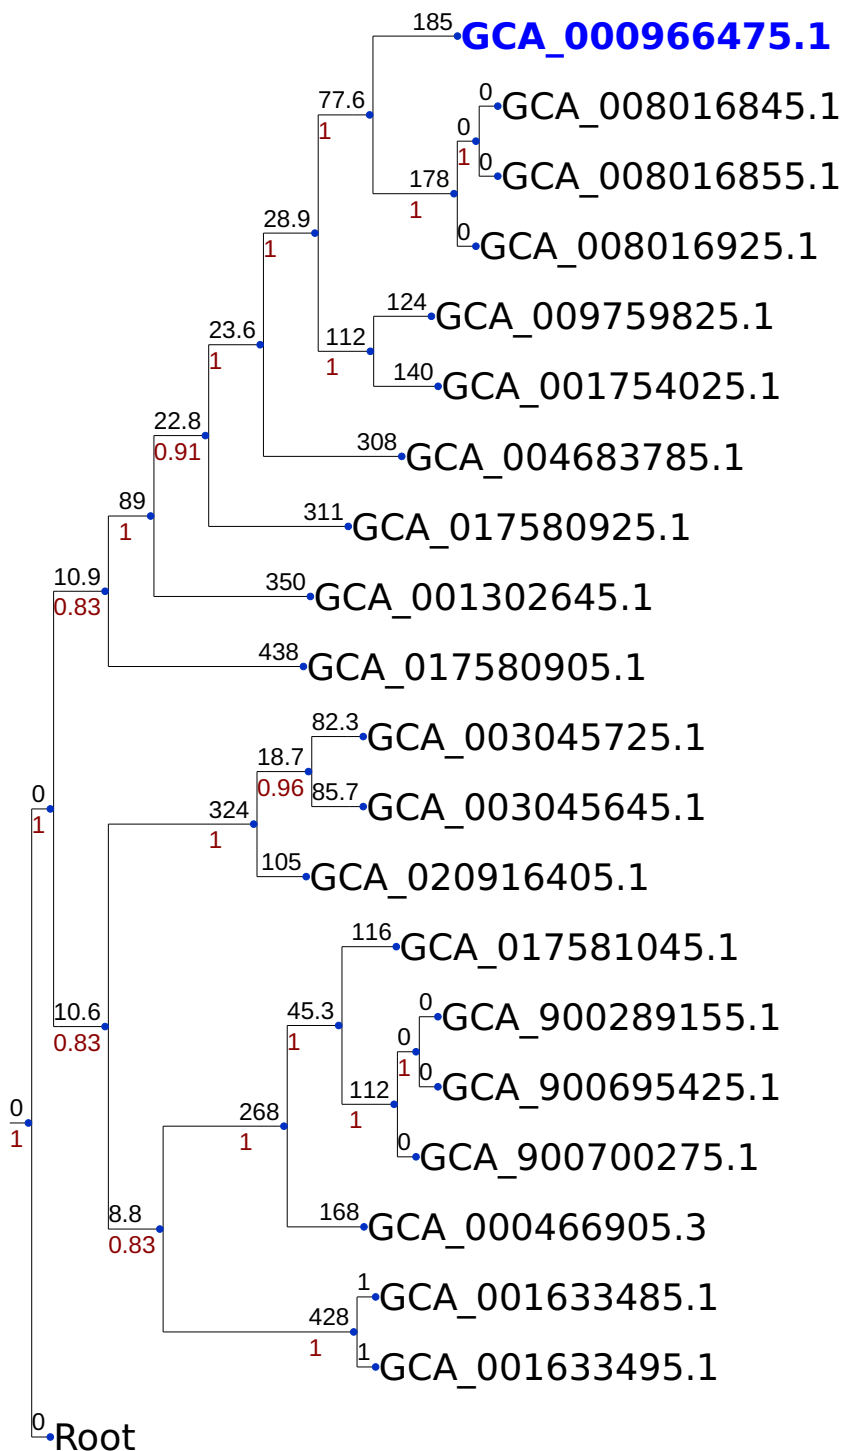 185
GCA_000966475.1
0
GCA_008016845.1
77.6
1
0
1
0
GCA_008016855.1
178
1
28.9
1
0
GCA_008016925.1
124
GCA_009759825.1
23.6
1
112
1
140
GCA_001754025.1
22.8
0.91
308
GCA_004683785.1
89
1
311
GCA_017580925.1
10.9
0.83
350
GCA_001302645.1
438
GCA_017580905.1
82.3
GCA_003045725.1
18.7
0.96
85.7
GCA_003045645.1
0
1
324
1
105
GCA_020916405.1
116
GCA_017581045.1
10.6
0.83
45.3
1
0
GCA_900289155.1
0
1
0
GCA_900695425.1
112
1
0
1
268
1
0
GCA_900700275.1
8.8
0.83
168
GCA_000466905.3
1
GCA_001633485.1
428
1
1
GCA_001633495.1
0
Root